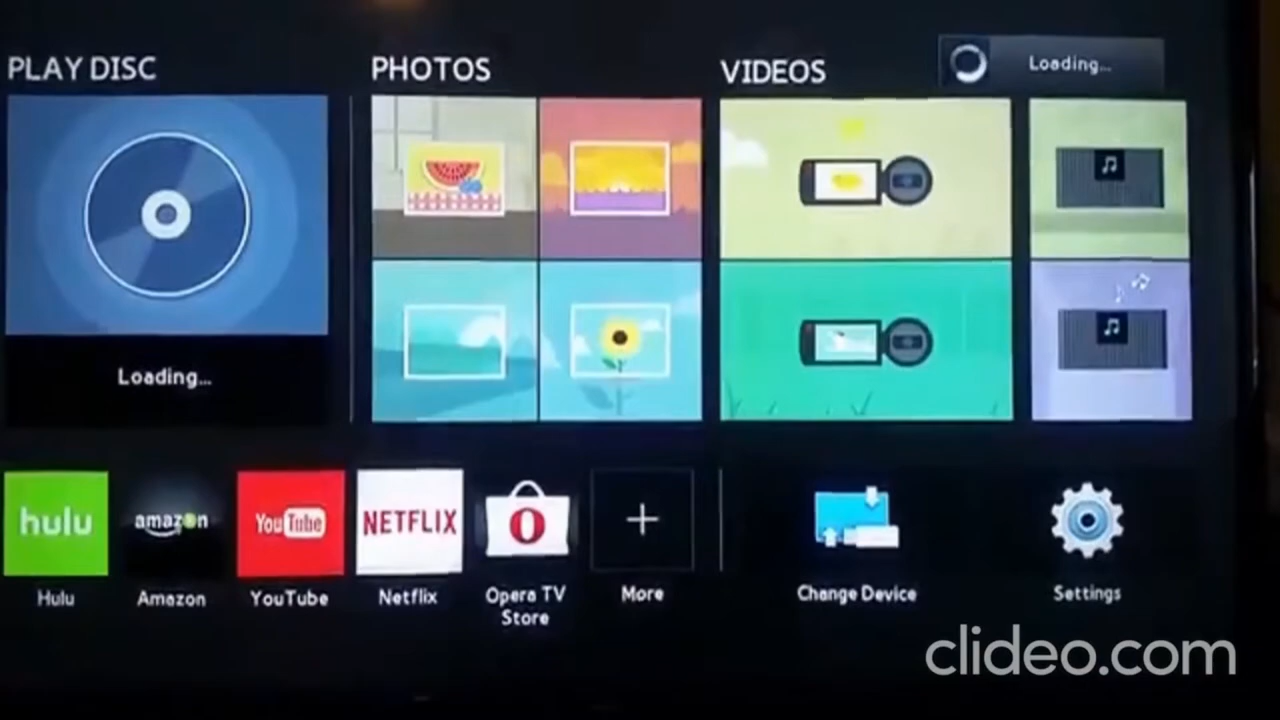 PLAY DISC
PHOTOS
VIDEOS
Loading...
Loading...
hulu
amazon
YouTube
NETFLIX
O
Hulu
Amazon
YouTube
Netflix
Opera TV
Store
More
Change Device
Settings
clideo.com